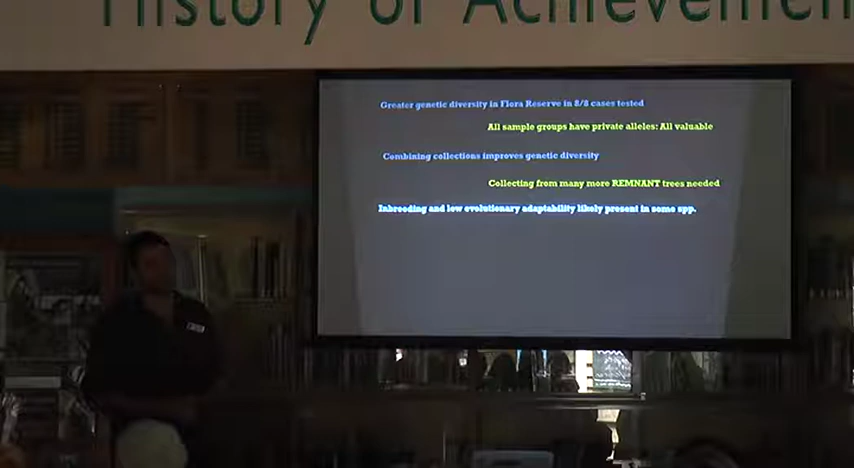 History of Achievement
Greater genetic diversity in Flora Reserve in 8/8 cases tested
All sample groups have private alleles: All valuable
Combining collections improves genetic diversity
Collecting from many more REMNANT trees needed
Inbreeding and low evolutionary adaptability likely present in some spp.